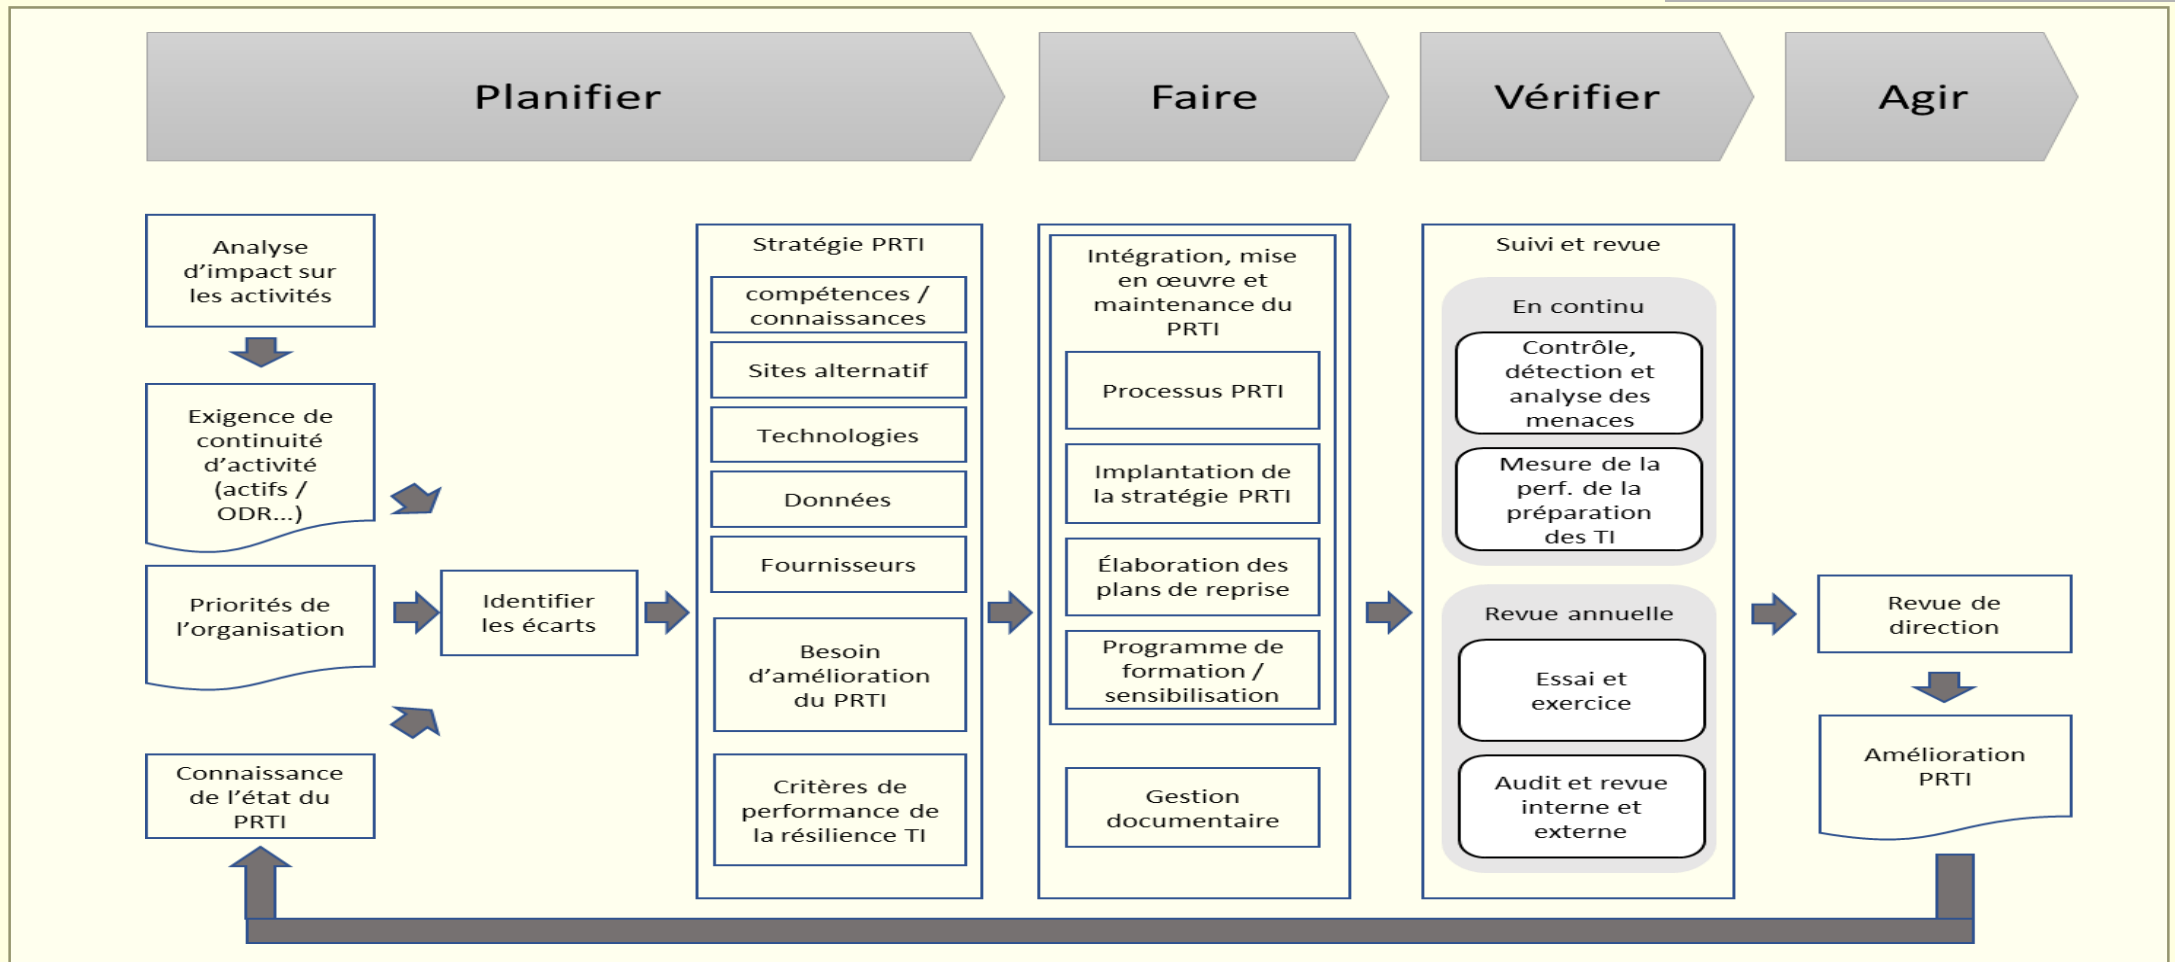 Planifier
Faire
Vérifier
Agir
Analyse
d’impact sur
les activités
Exigence de
continuité
d’activité
(actifs /
ODR...)
Priorités de
l’organisation
Connaissance
de l’état du
PRTI
Identifier
les écarts
Stratégie PRTI
compétences /
connaissances
Sites alternatif
Technologies
Données
Fournisseurs
Besoin
d’amélioration
du PRTI
Critères de
performance de
la résilience TI
Intégration, mise
en œuvre et
maintenance du
PRTI
Processus PRTI
Implantation de
la stratégie PRTI
Élaboration des
plans de reprise
Programme de
formation /
sensibilisation
Gestion
documentaire
Suivi et revue
En continu
Contrôle,
détection et
analyse des
menaces
Mesure de la
perf. de la
préparation
des TI
Revue annuelle
Essai et
exercice
Audit et revue
interne et
externe
Revue de
direction
Amélioration
PRTI